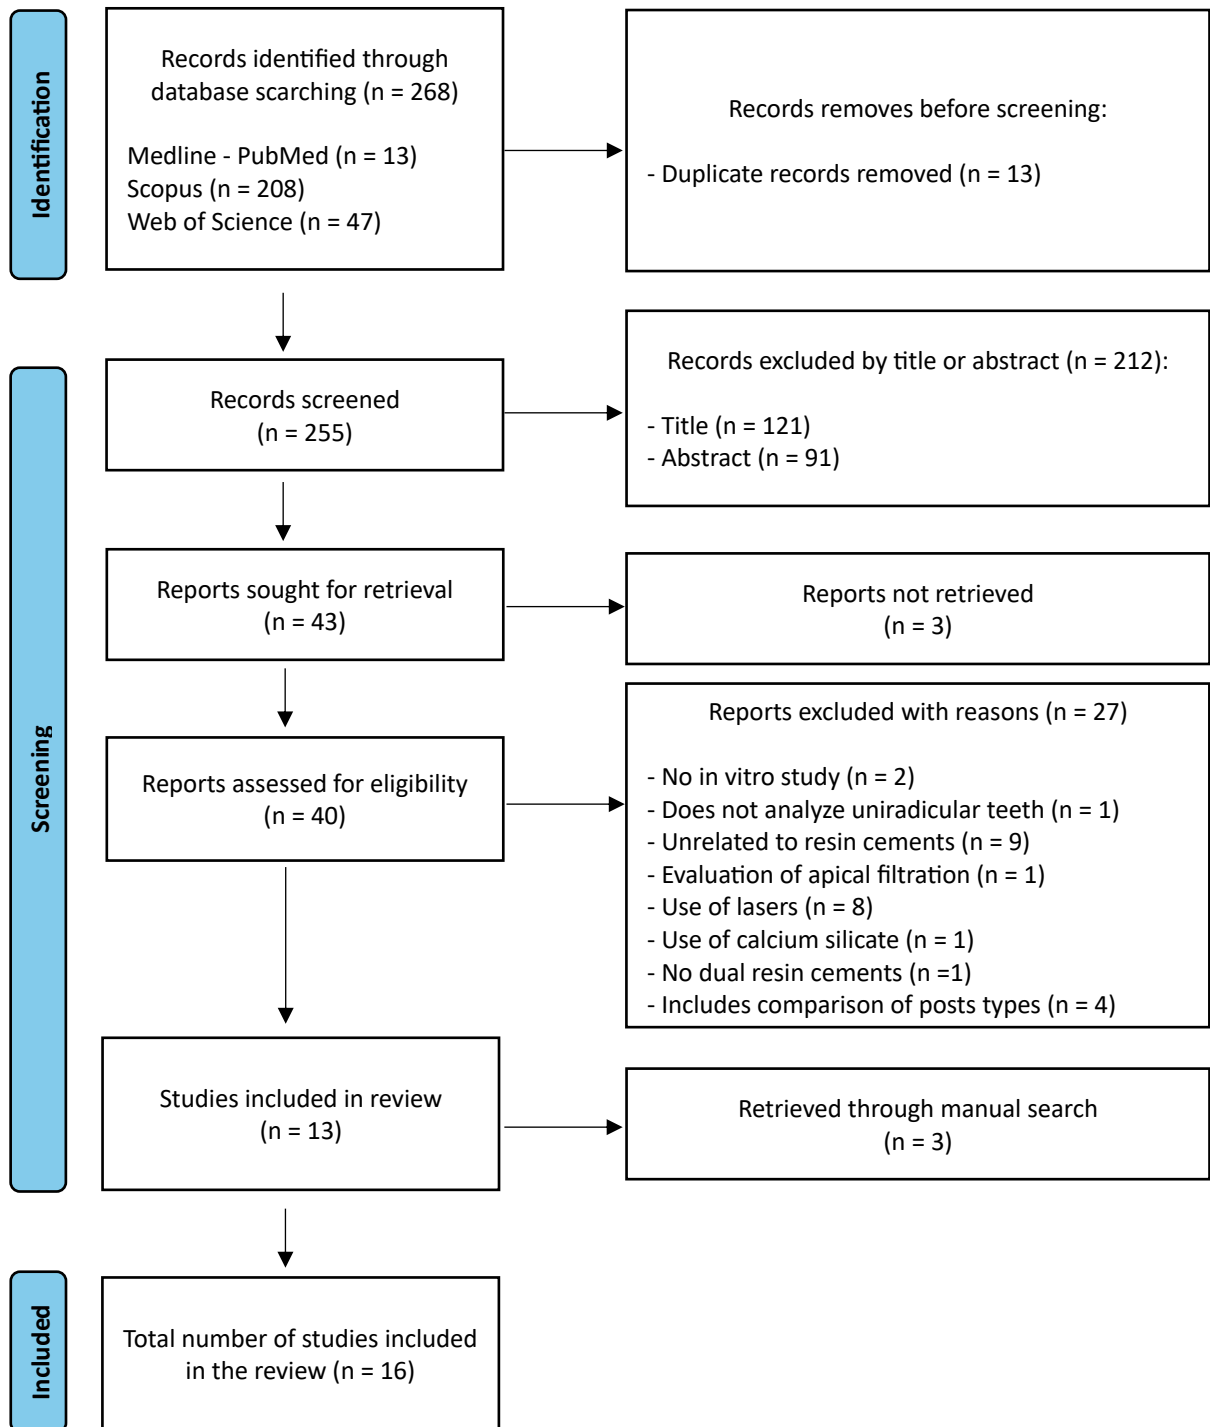 Identification
Records identified through
database scarching (n = 268)
Medline - PubMed (n = 13)
Scopus (n = 208)
Web of Science (n = 47)
Records removes before screening:
- Duplicate records removed (n = 13)
Screening
Records screened
(n = 255)
Records excluded by title or abstract (n = 212):
- Title (n = 121)
- Abstract (n = 91)
Reports sought for retrieval
(n = 43)
Reports not retrieved
(n = 3)
Reports assessed for eligibility
(n = 40)
Reports excluded with reasons (n = 27)
- No in vitro study (n = 2)
- Does not analyze uniradicular teeth (n = 1)
- Unrelated to resin cements (n = 9)
- Evaluation of apical filtration (n = 1)
- Use of lasers (n = 8)
- Use of calcium silicate (n = 1)
- No dual resin cements (n =1)
- Includes comparison of posts types (n = 4)
Studies included in review
(n = 13)
Retrieved through manual search
(n = 3)
Included
Total number of studies included
in the review (n = 16)